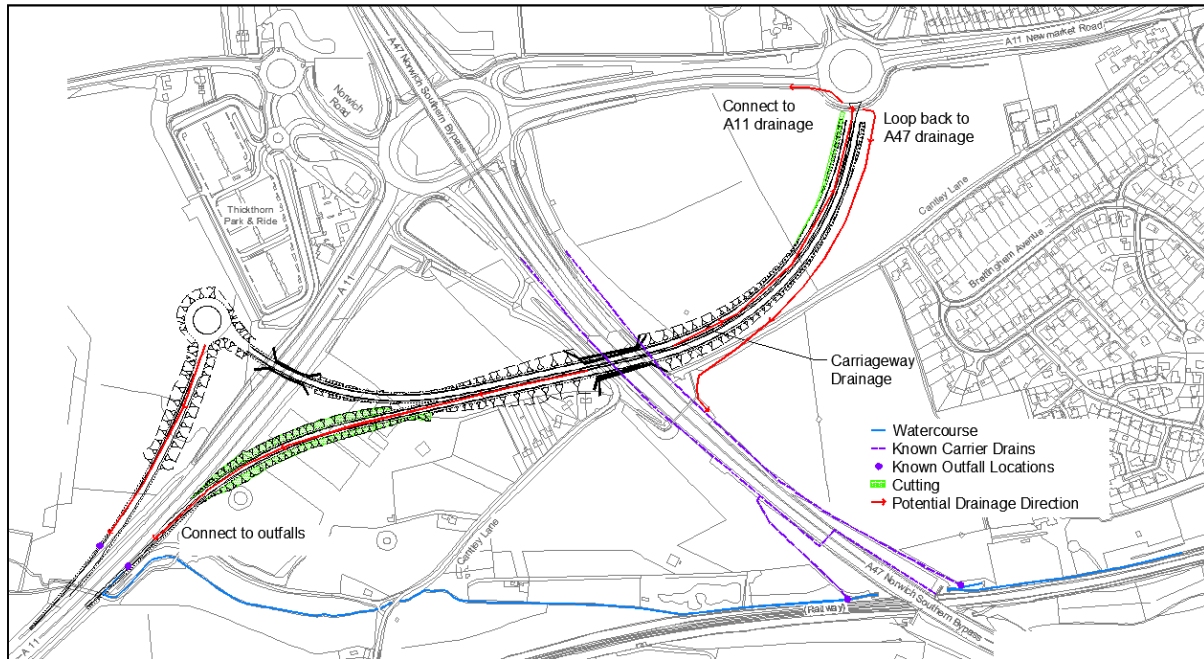 A11 Newmarket Road
A47 Norwich Southern Bypass
Norwich
Road
Connect to
A11 drainage
Loop back to
A47 drainage
Cantley Lane
Thickthorn
Park & Ride
Brettingham Avenue
A 11
Carriageway
Drainage
Watercourse
Known Carrier Drains
Known Outfall Locations
Cutting
Potential Drainage Direction
Connect to outfalls
Cantley Lane
A47 Norwich Southern Bypass
(Railway)
A 11